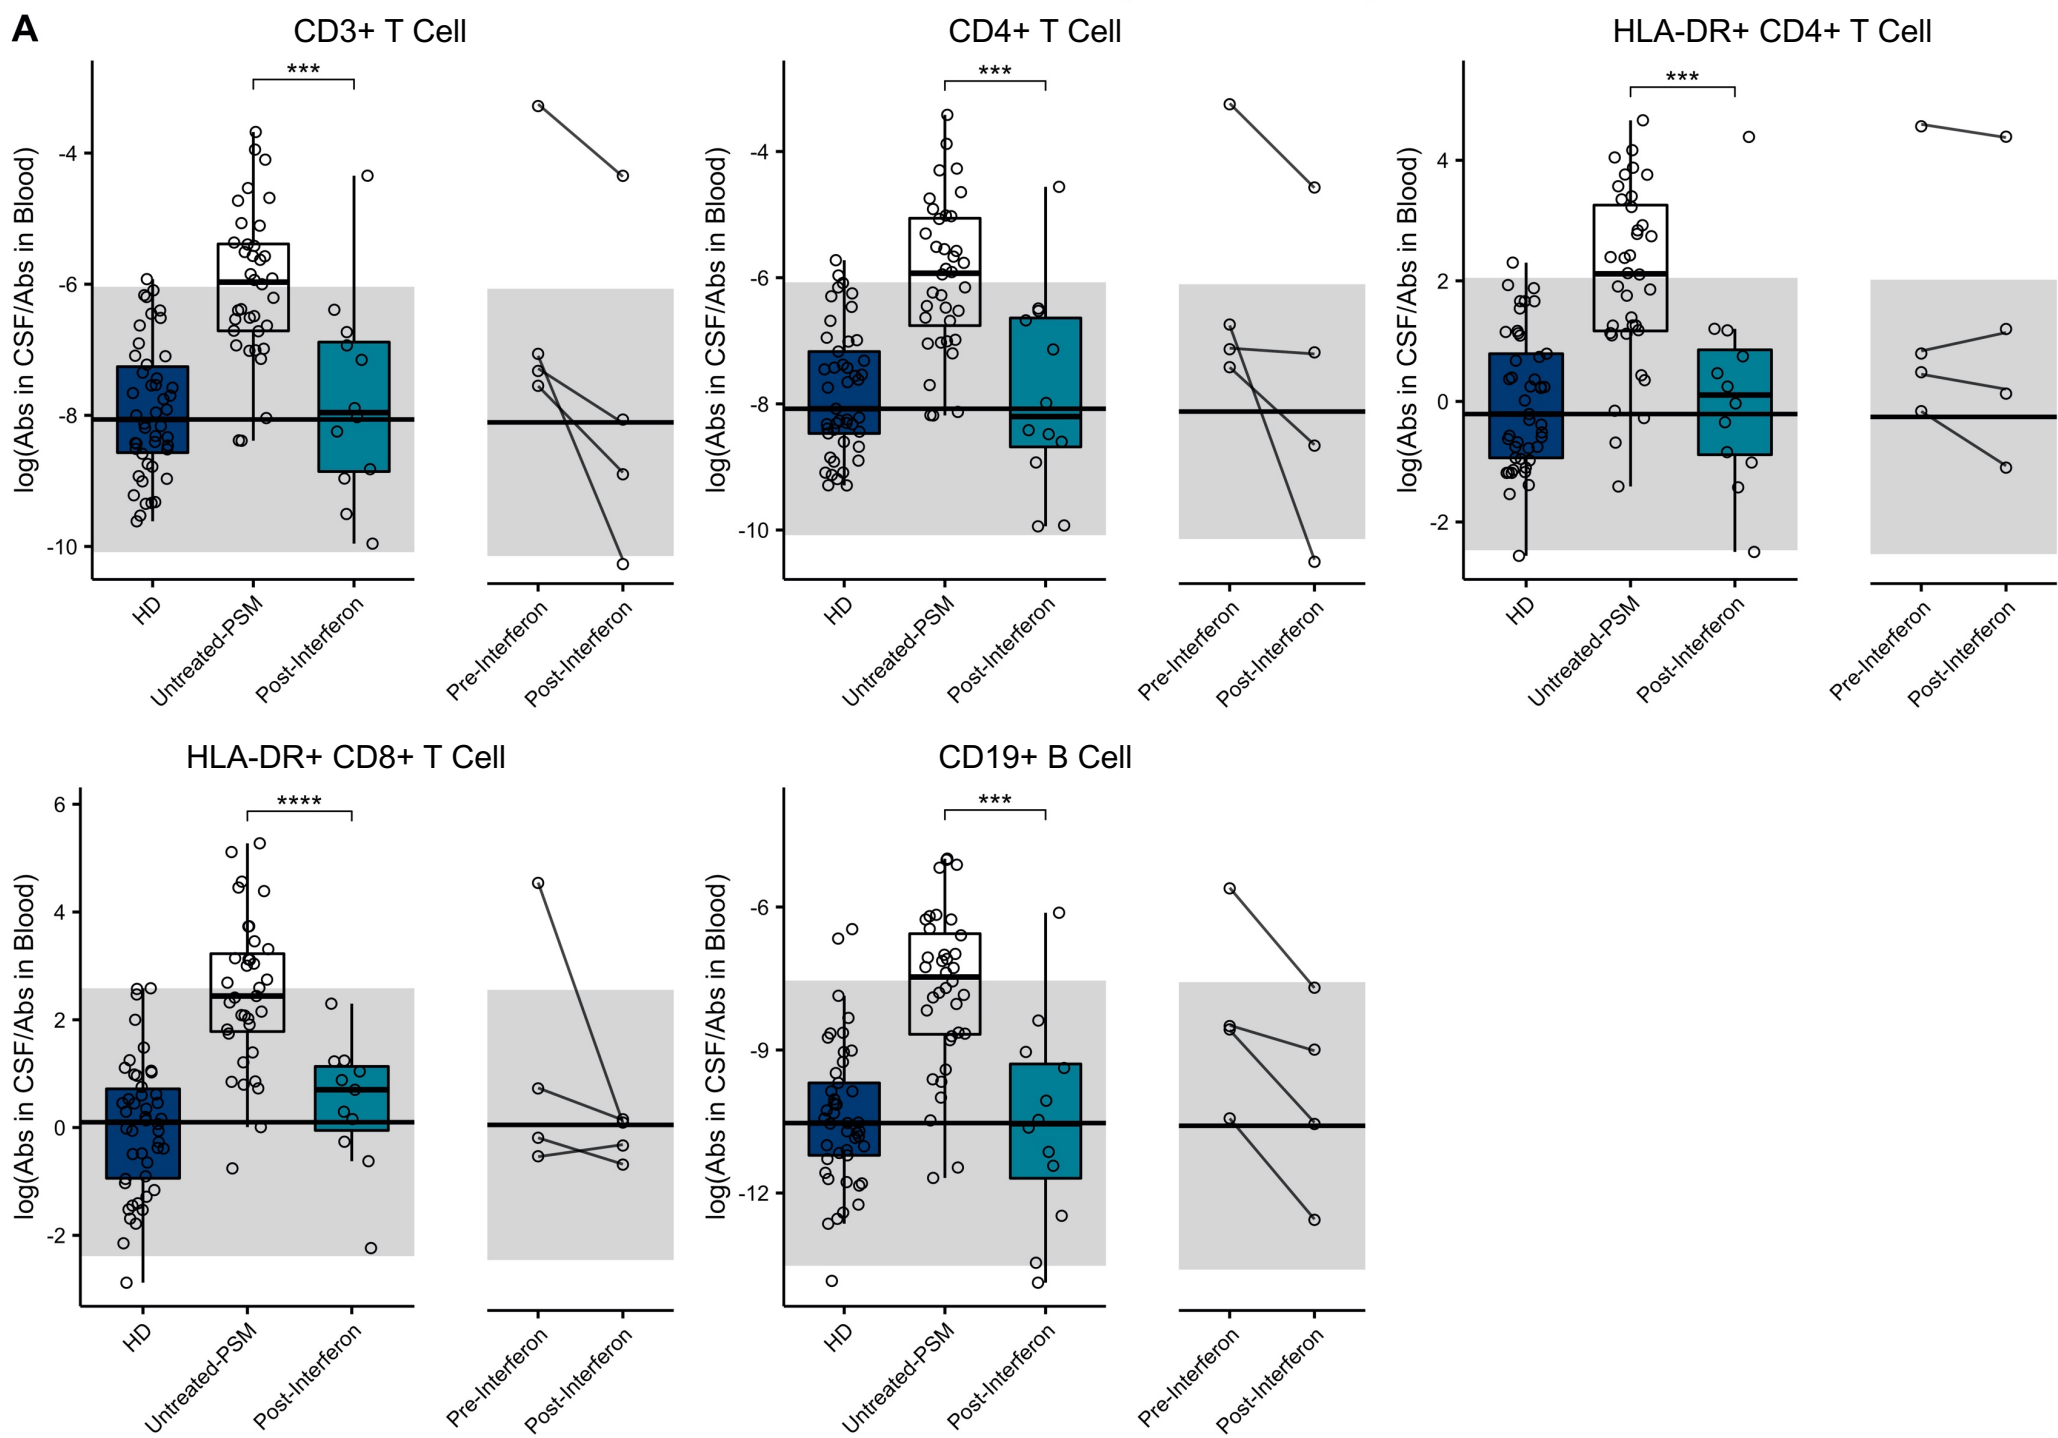 A
CD3+ T Cell
CD4+ T Cell
HLA-DR+ CD4+ T Cell
***
***
***
log(Abs in CSF/Abs in Blood)
-4
-6
-8
-10
HD
Untreated-PSM
Post-Interferon
Pre-Interferon
Post-Interferon
log(Abs in CSF/Abs in Blood)
-4
-6
-8
-10
HD
Untreated-PSM
Post-Interferon
Pre-Interferon
Post-Interferon
log(Abs in CSF/Abs in Blood)
4
2
0
-2
HD
Untreated-PSM
Post-Interferon
Pre-Interferon
Post-Interferon
HLA-DR+ CD8+ T Cell
CD19+ B Cell
****
***
log(Abs in CSF/Abs in Blood)
6
4
2
0
-2
HD
Untreated-PSM
Post-Interferon
Pre-Interferon
Post-Interferon
log(Abs in CSF/Abs in Blood)
-6
-9
-12
HD
Untreated-PSM
Post-Interferon
Pre-Interferon
Post-Interferon